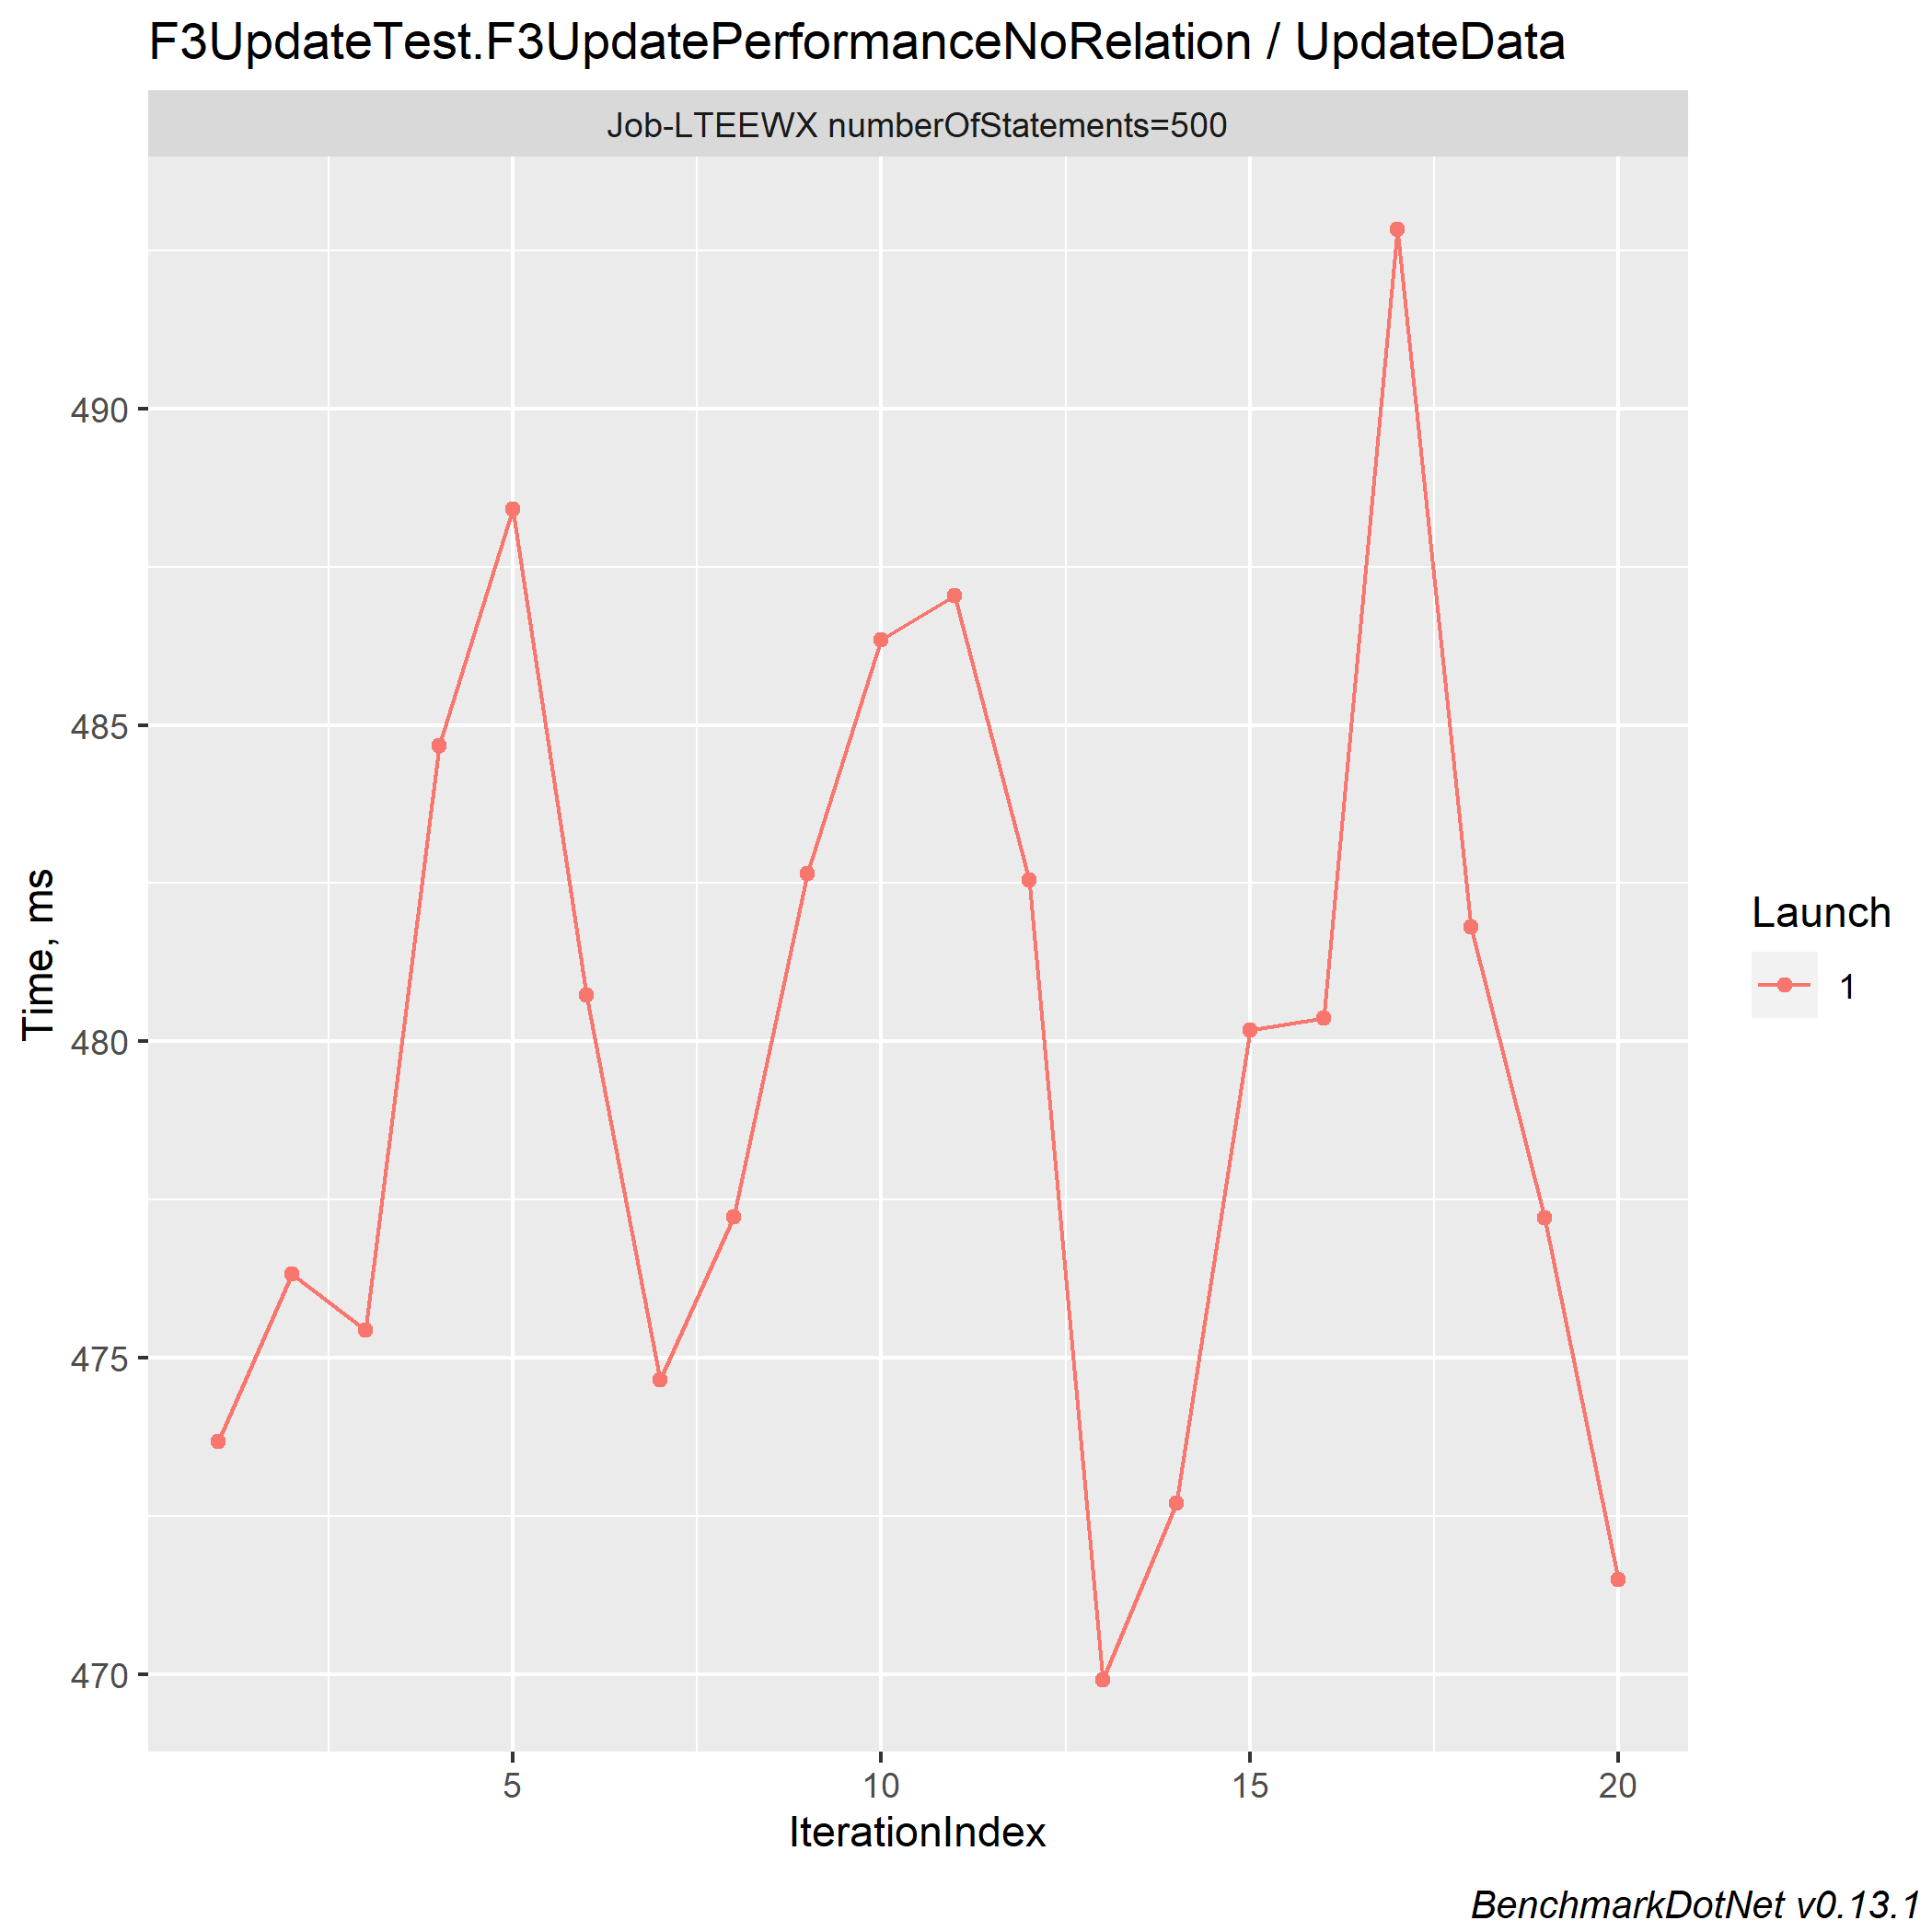 F3UpdateTest.F3UpdatePerformanceNoRelation / UpdateData
Job-LTEEWX numberOfStatements=500
490
485
480
475
470
Time, ms
5 10 15 20
IterationIndex
Launch
1
BenchmarkDotNet v0.13.1